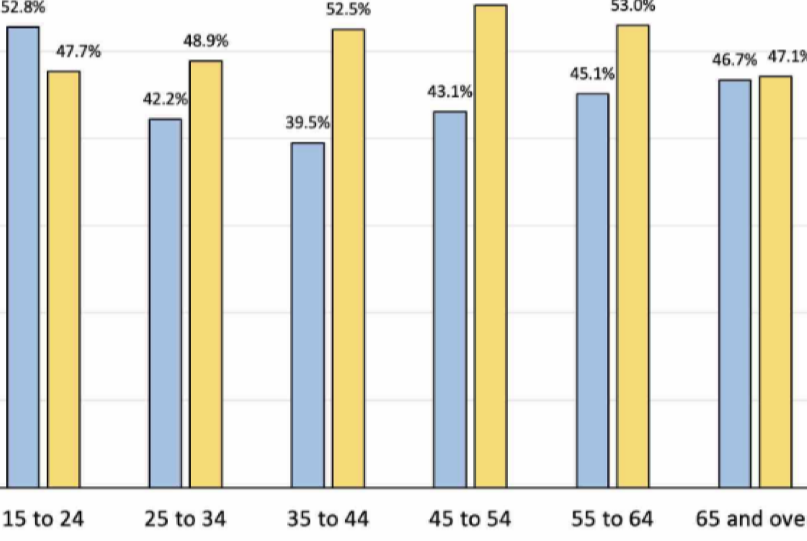 52.8%
47.7%
42.2%
48.9%
39.5%
52.5%
43.1%
45.1%
53.0%
46.7%
47.1%
15 to 24
25 to 34
35 to 44
45 to 54
55 to 64
65 and ove